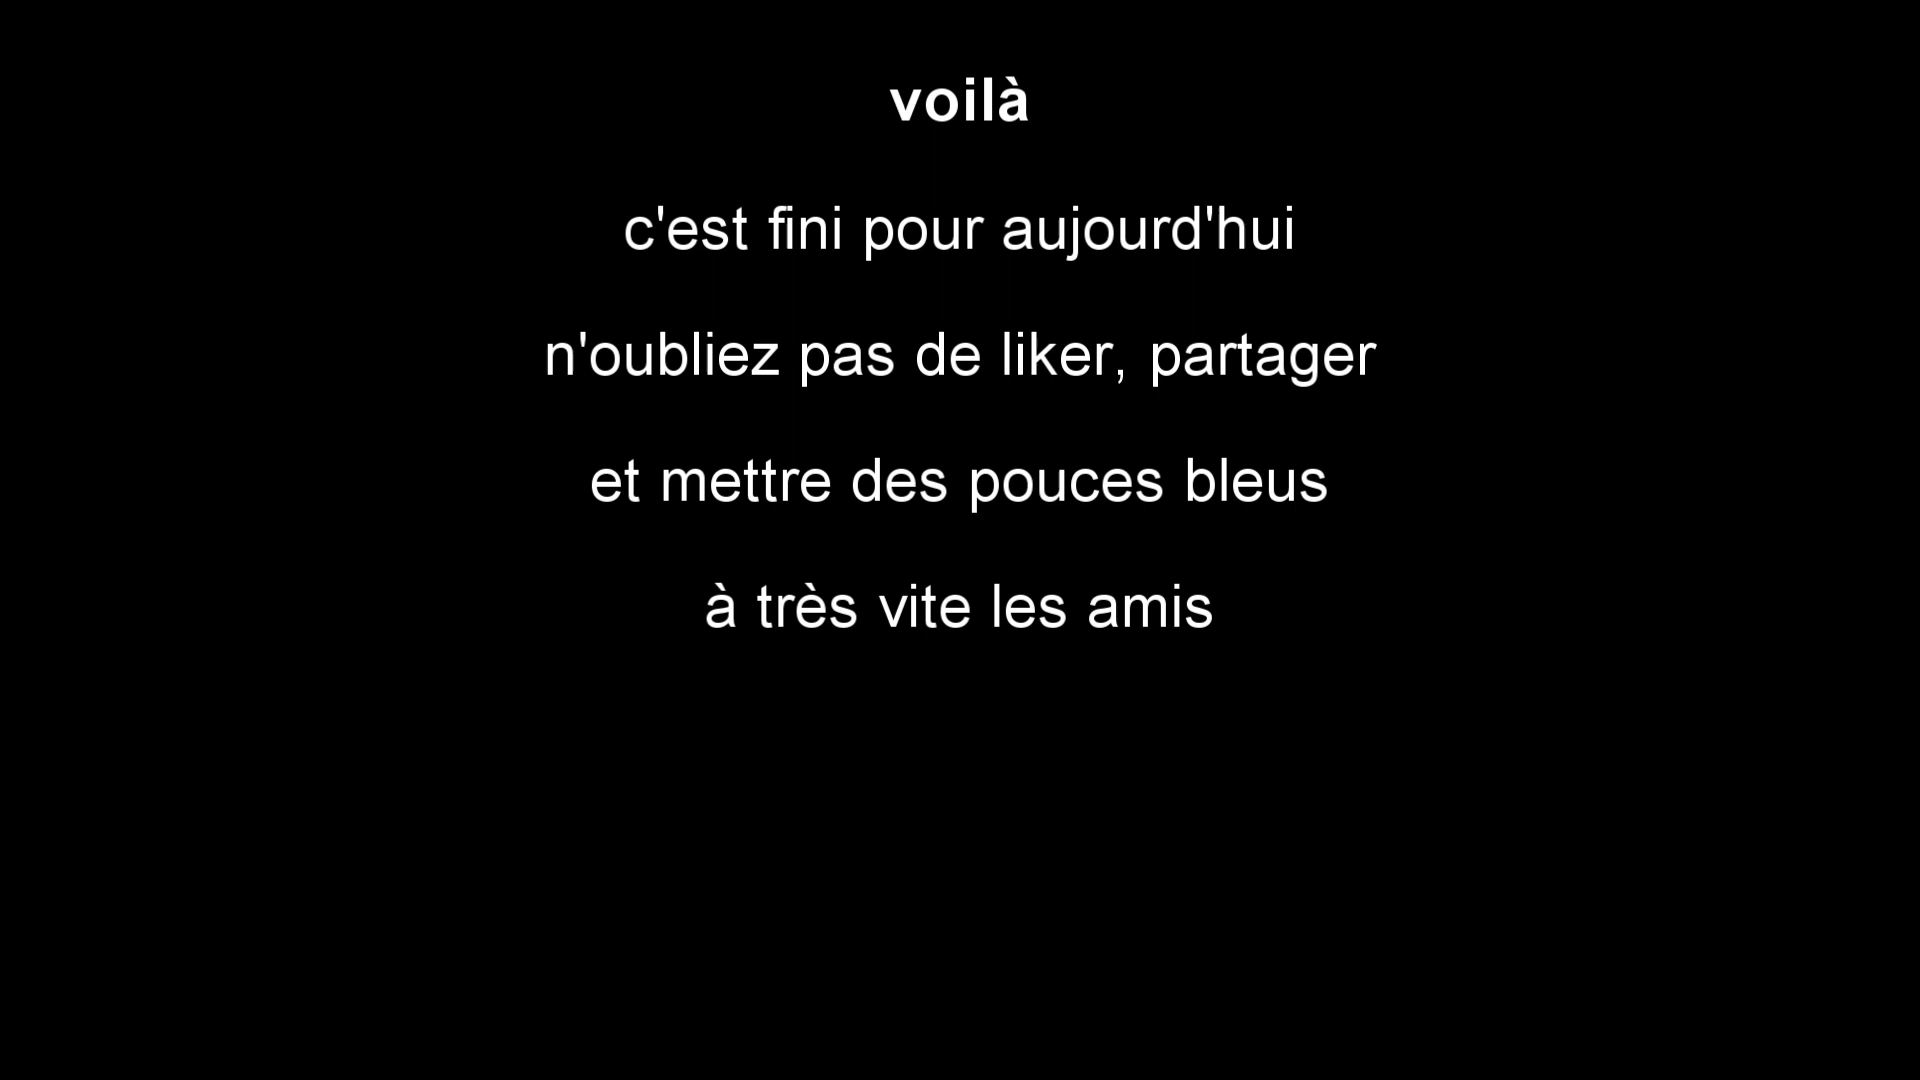 voilà
c'est fini pour aujourd'hui
n'oubliez pas de liker, partager
et mettre des pouces bleus
à très vite les amis